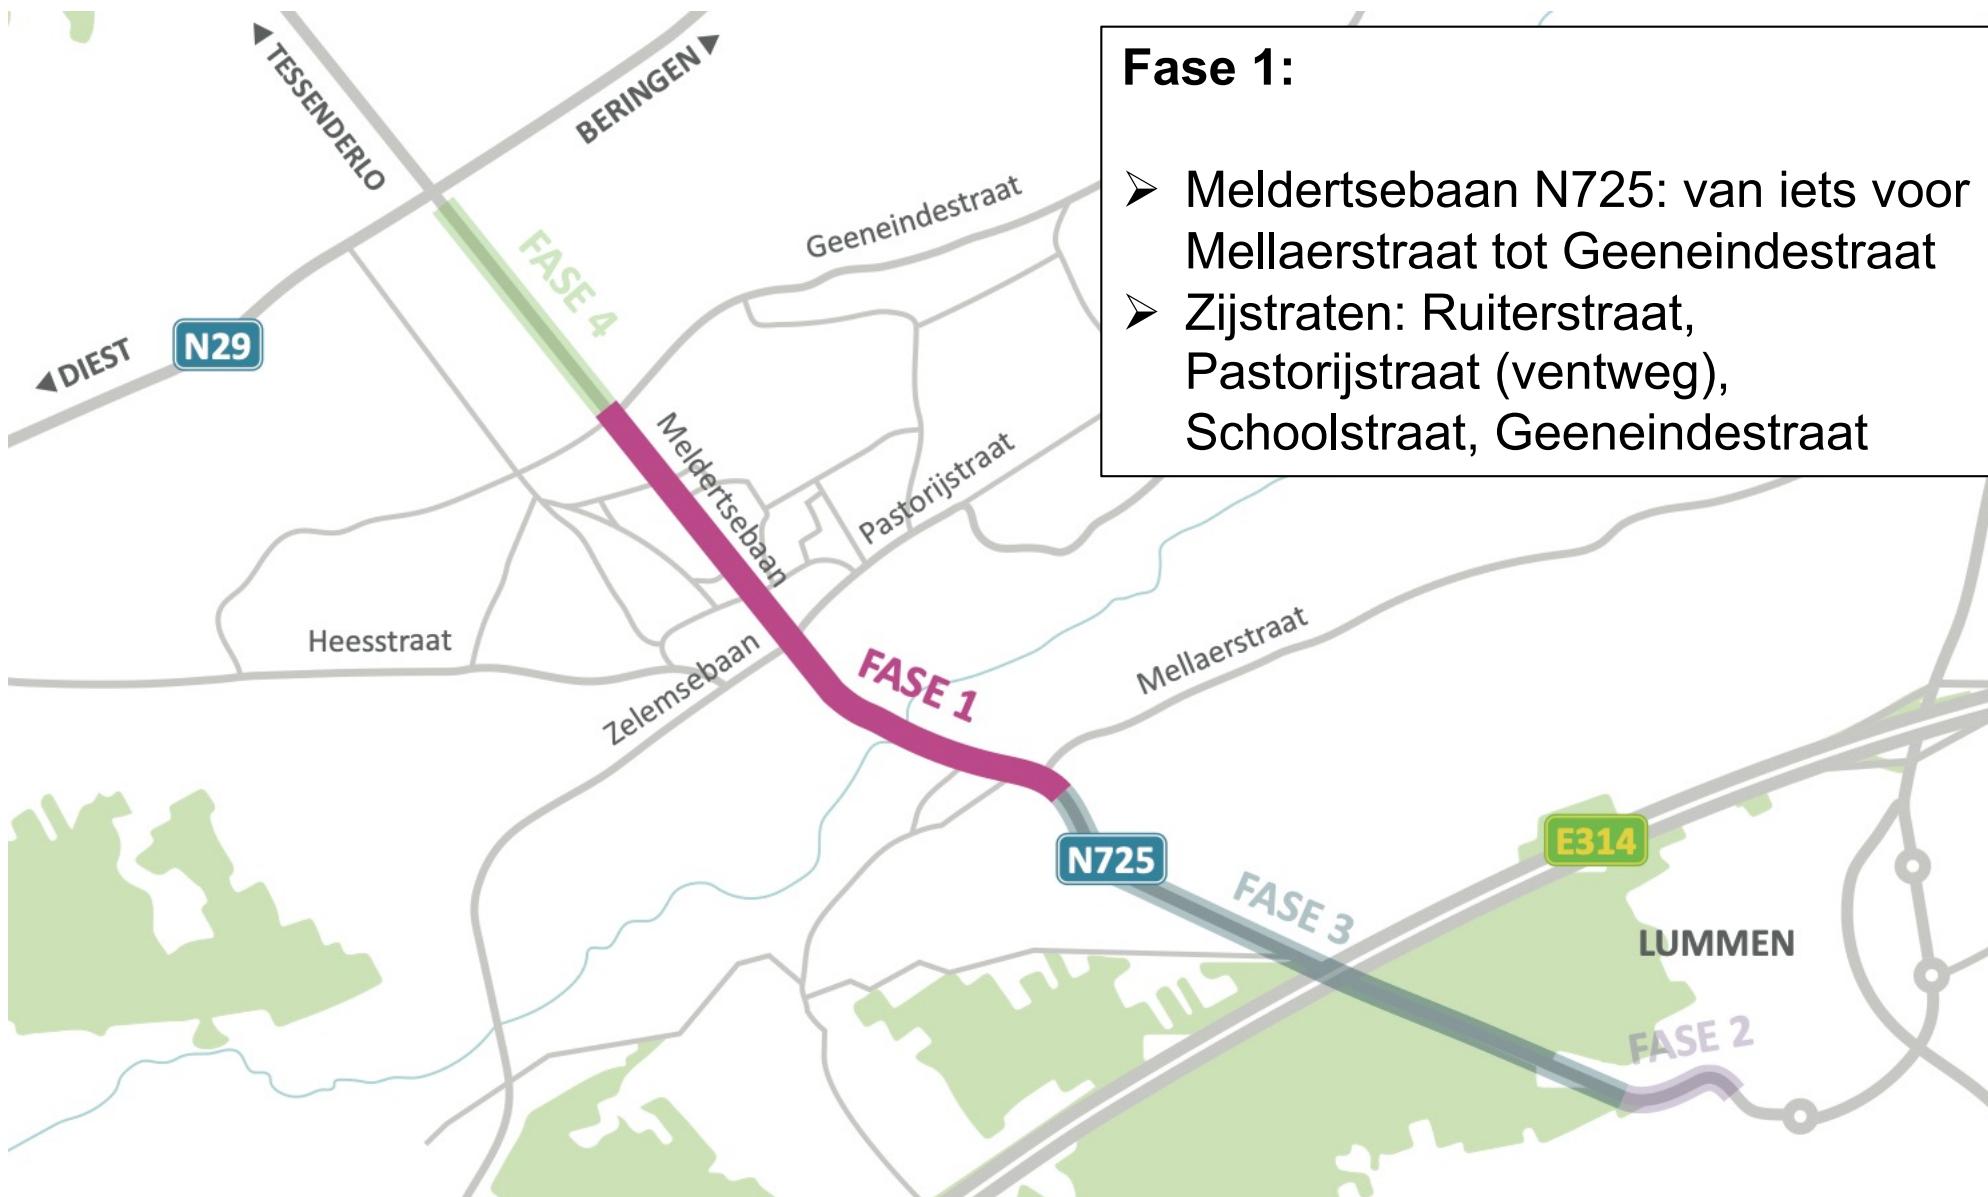 Fase 1:
➢ Meldertsebaan N725: van iets voor
Mellaerstraat tot Geeneindestraat
➢ Zijstraten: Ruiterstraat,
Pastorijstraat (ventweg),
Schoolstraat, Geeneindestraat
◀ TESSENDERLO
BERINGEN ▶
Geeneindestraat
FASE 4
N29
◀ DIEST
Meldertsebaan
Pastorijstraat
Heesstraat
Zelemsebaan
FASE 1
Mellaerstraat
N725
E314
FASE 3
LUMMEN
FASE 2